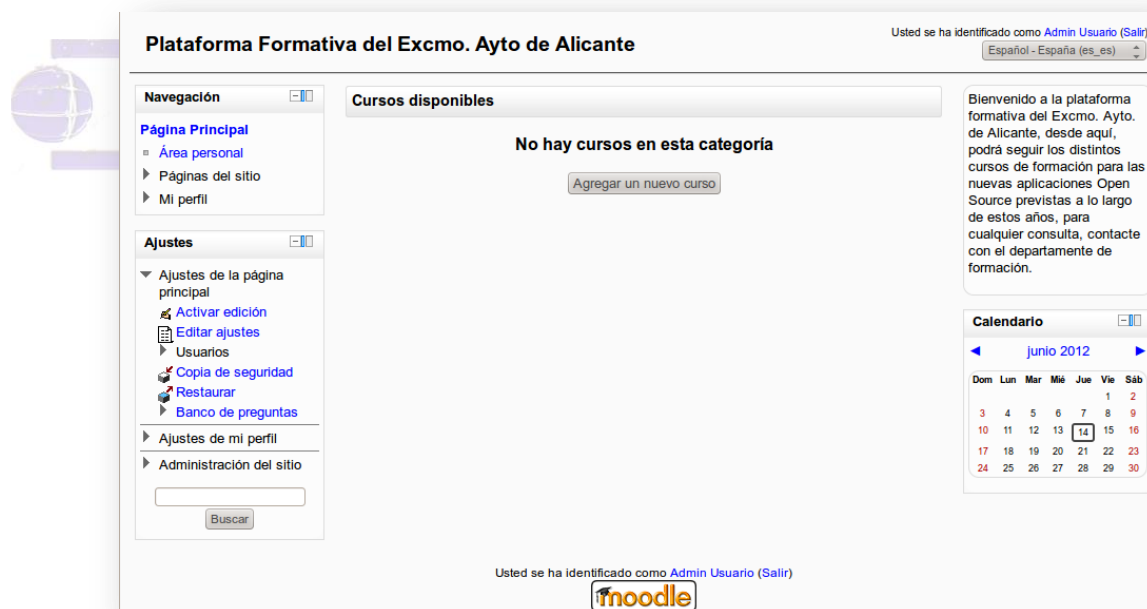 Plataforma Formativa del Excmo. Ayto de Alicante
Usted se ha identificado como Admin Usuario (Salir)
Español - España (es_es)
Navegación
Página Principal
Área personal
Páginas del sitio
Mi perfil
Ajustes
Ajustes de la página
principal
Activar edición
Editar ajustes
Usuarios
Copia de seguridad
Restaurar
Banco de preguntas
Ajustes de mi perfil
Administración del sitio
Buscar
Cursos disponibles
No hay cursos en esta categoría
Agregar un nuevo curso
Bienvenido a la plataforma
formativa del Excmo. Ayto.
de Alicante, desde aquí,
podrá seguir los distintos
cursos de formación para las
nuevas aplicaciones Open
Source previstas a lo largo
de estos años, para
cualquier consulta, contacte
con el departamente de
formación.
Calendario
◄ junio 2012 ►
Dom Lun Mar Mié Jue Vie Sáb
1 2
3 4 5 6 7 8 9
10 11 12 13 14 15 16
17 18 19 20 21 22 23
24 25 26 27 28 29 30
Usted se ha identificado como Admin Usuario (Salir)
moodle